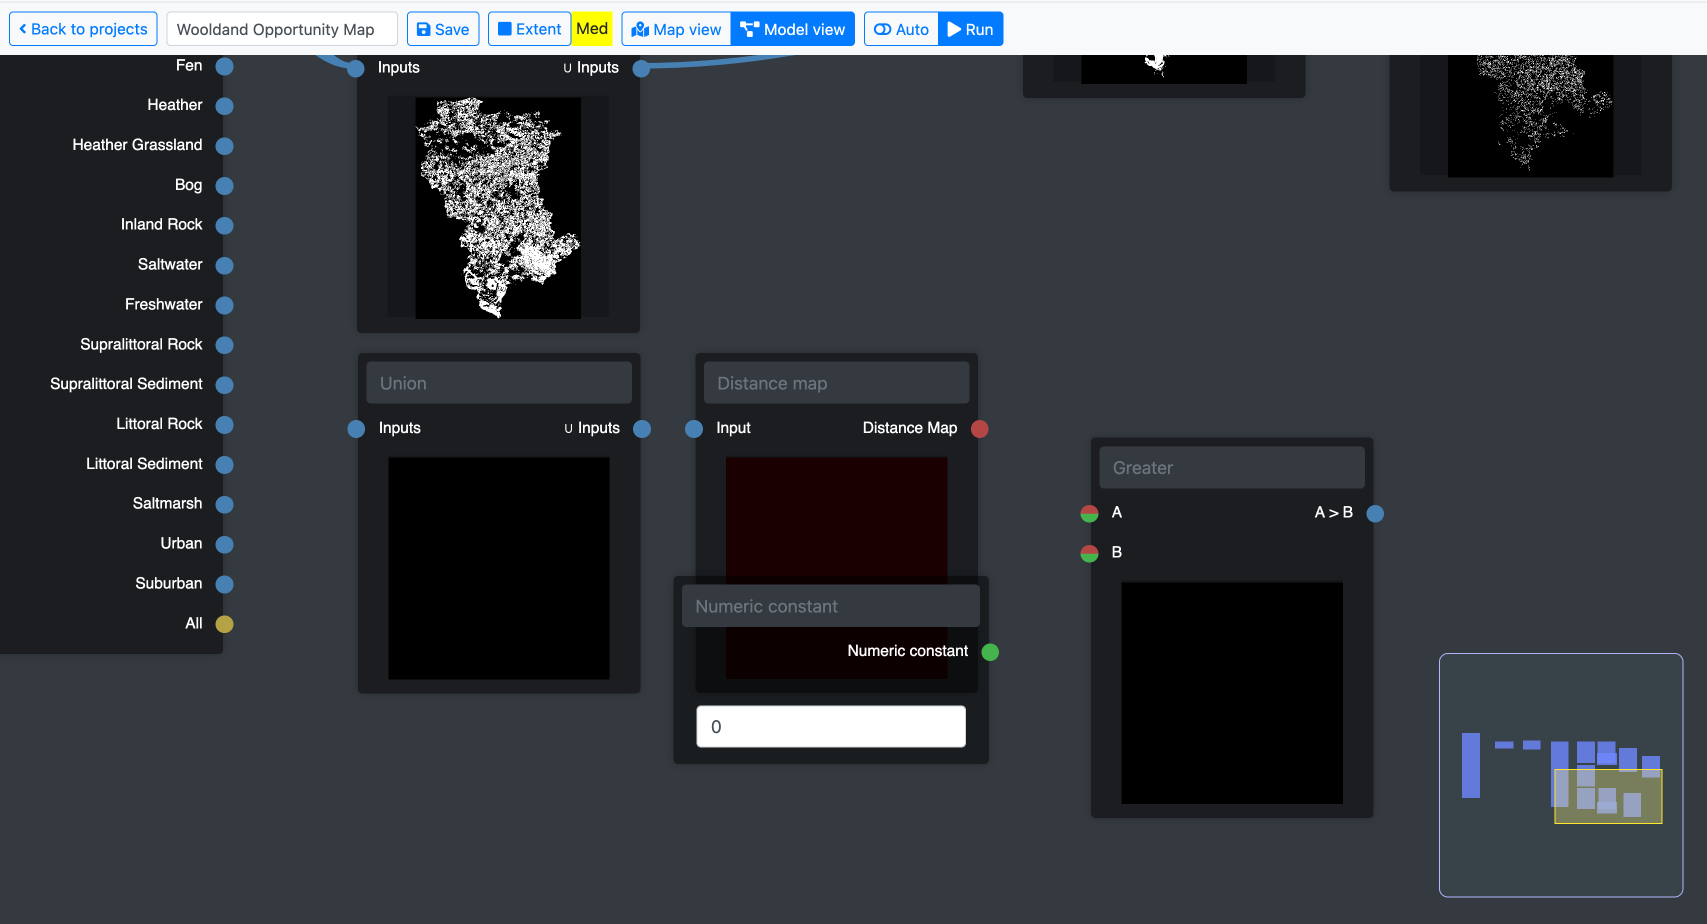 Back to projects
Wooldand Opportunity Map
Save
Extent
Med
Map view
Model view
Auto
Run
Fen
Heather
Heather Grassland
Bog
Inland Rock
Saltwater
Freshwater
Supralittoral Rock
Supralittoral Sediment
Littoral Rock
Littoral Sediment
Saltmarsh
Urban
Suburban
All
Inputs
∪ Inputs
Union
Inputs
∪ Inputs
Distance map
Input
Distance Map
Numeric constant
Numeric constant
0
Greater
A
A > B
B